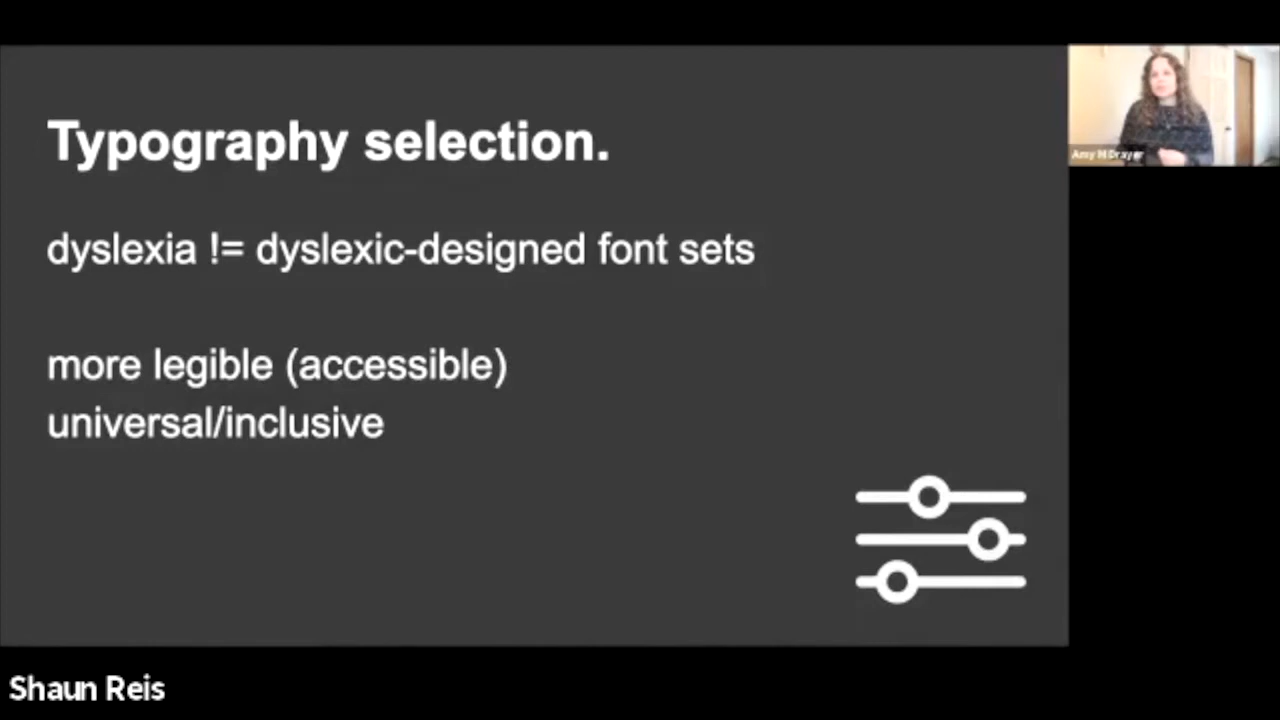 Typography selection.
dyslexia != dyslexic-designed font sets
more legible (accessible)
universal/inclusive
Amy M Drayer
Shaun Reis